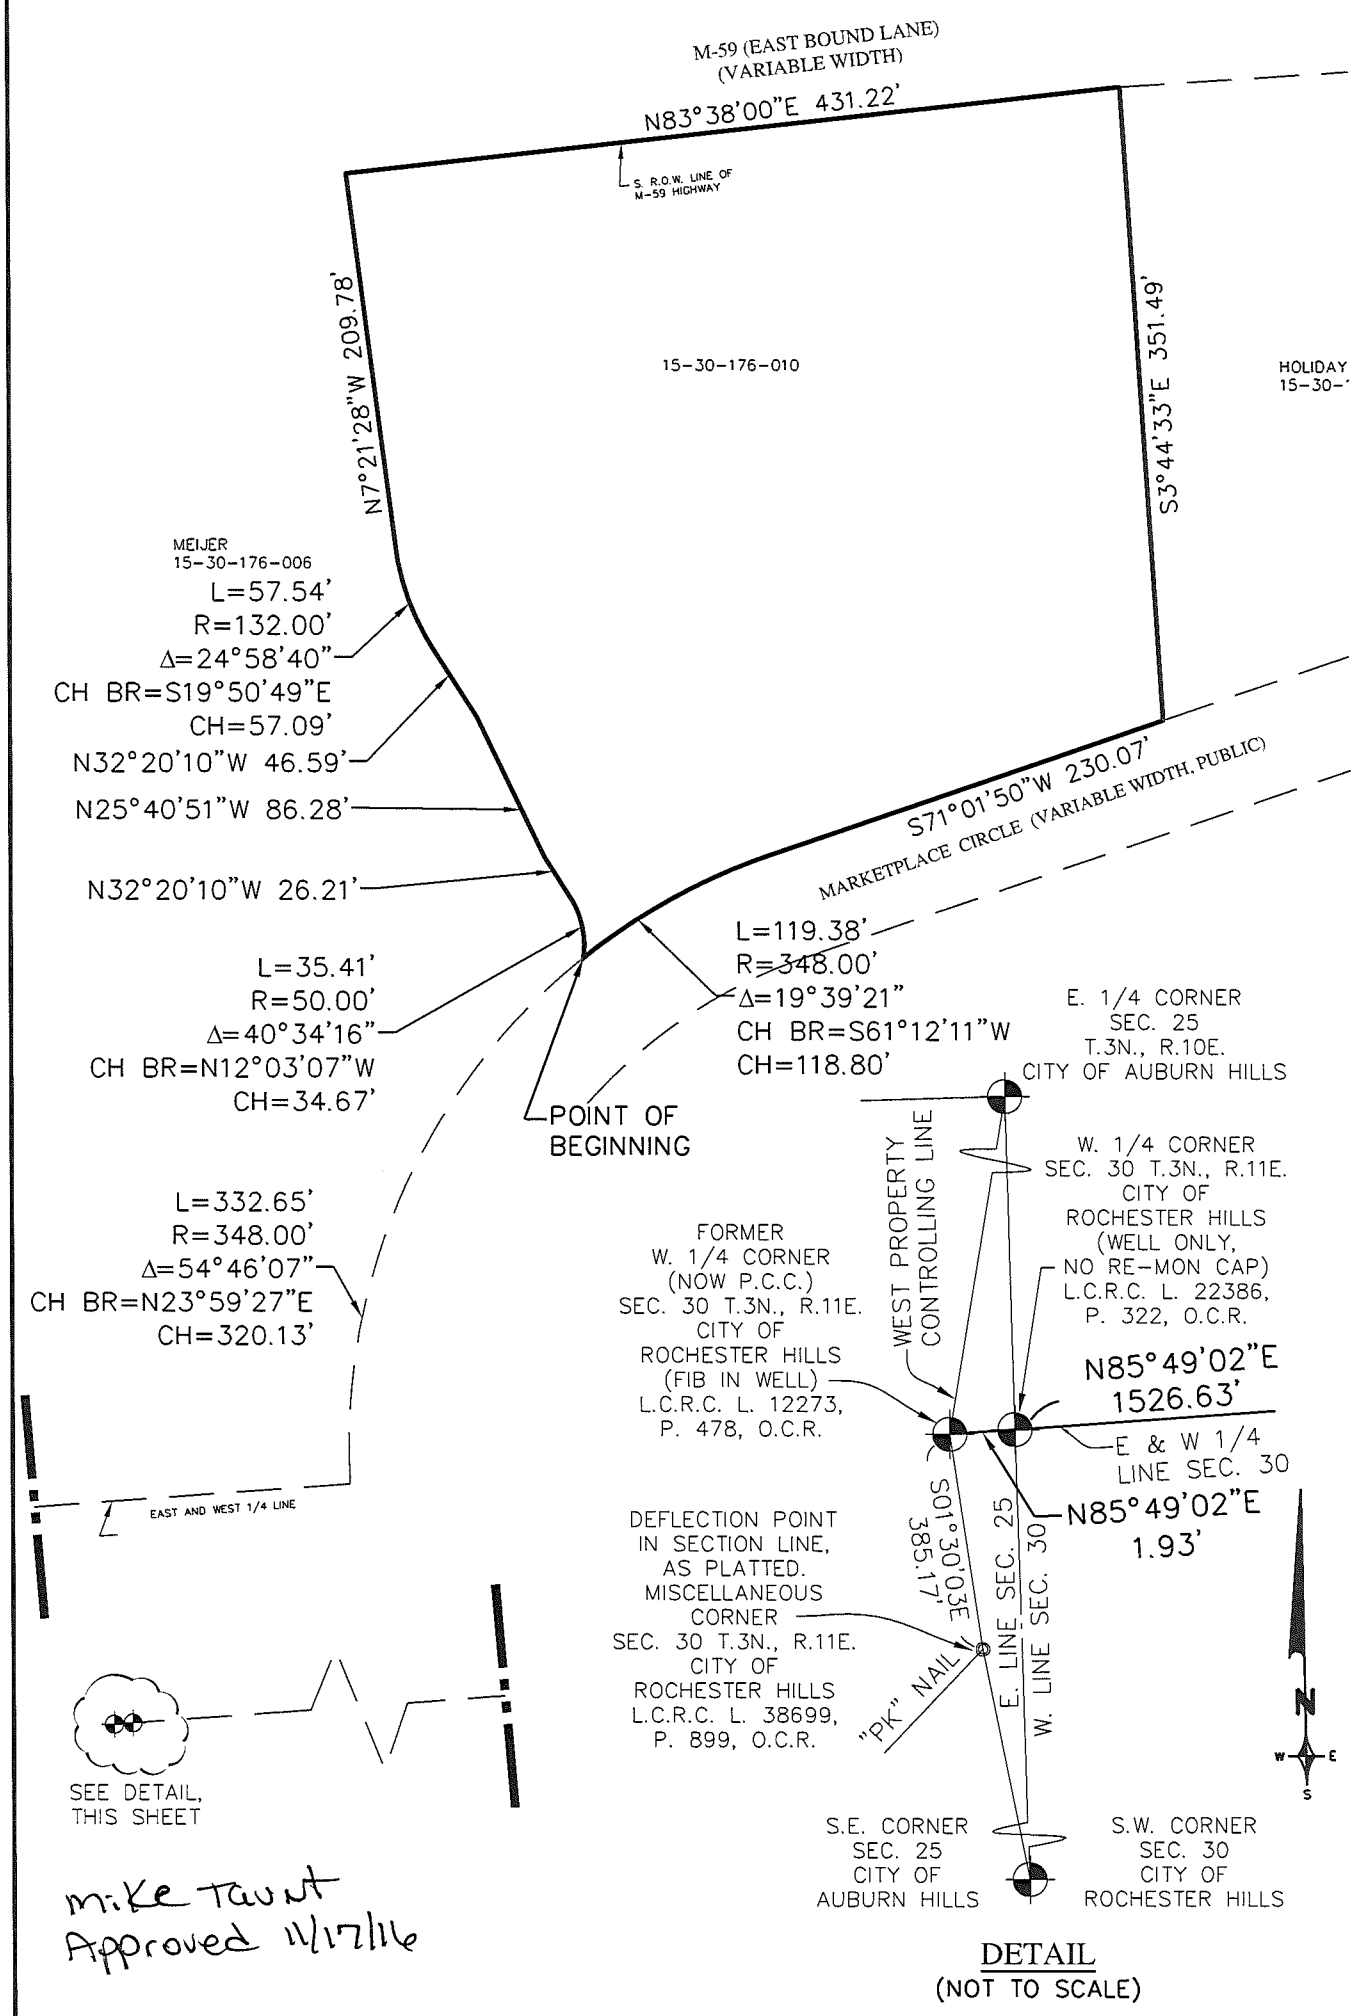 M-59 (EAST BOUND LANE)
(VARIABLE WIDTH)
N83°38'00"E 431.22'
S. R.O.W. LINE OF
M-59 HIGHWAY
N7°21'28"W 209.78'
15-30-176-010
S3°44'33"E 351.49'
HOLIDAY
15-30-
MEIJER
15-30-176-006
L=57.54'
R=132.00'
Δ=24°58'40"
CH BR=S19°50'49"E
CH=57.09'
N32°20'10"W 46.59'
N25°40'51"W 86.28'
N32°20'10"W 26.21'
S71°01'50"W 230.07'
MARKETPLACE CIRCLE (VARIABLE WIDTH, PUBLIC)
L=35.41'
R=50.00'
Δ=40°34'16"
CH BR=N12°03'07"W
CH=34.67'
L=119.38'
R=348.00'
Δ=19°39'21"
CH BR=S61°12'11"W
CH=118.80'
POINT OF
BEGINNING
L=332.65'
R=348.00'
Δ=54°46'07"
CH BR=N23°59'27"E
CH=320.13'
EAST AND WEST 1/4 LINE
E. 1/4 CORNER
SEC. 25
T.3N., R.10E.
CITY OF AUBURN HILLS
WEST PROPERTY
CONTROLLING LINE
W. 1/4 CORNER
SEC. 30 T.3N., R.11E.
CITY OF
ROCHESTER HILLS
(WELL ONLY,
NO RE-MON CAP)
L.C.R.C. L. 22386,
P. 322, O.C.R.
FORMER
W. 1/4 CORNER
(NOW P.C.C.)
SEC. 30 T.3N., R.11E.
CITY OF
ROCHESTER HILLS
(FIB IN WELL)
L.C.R.C. L. 12273,
P. 478, O.C.R.
N85°49'02"E
1526.63'
E & W 1/4
LINE SEC. 30
N85°49'02"E
1.93'
S01°30'03E
385.17'
E. LINE SEC. 25
W. LINE SEC. 30
DEFLECTION POINT
IN SECTION LINE,
AS PLATTED.
MISCELLANEOUS
CORNER
SEC. 30 T.3N., R.11E.
CITY OF
ROCHESTER HILLS
L.C.R.C. L. 38699,
P. 899, O.C.R.
"PK" NAIL
N
W E
S
SEE DETAIL,
THIS SHEET
S.E. CORNER
SEC. 25
CITY OF
AUBURN HILLS
S.W. CORNER
SEC. 30
CITY OF
ROCHESTER HILLS
Mike Taunt
Approved 11/17/16
DETAIL
(NOT TO SCALE)